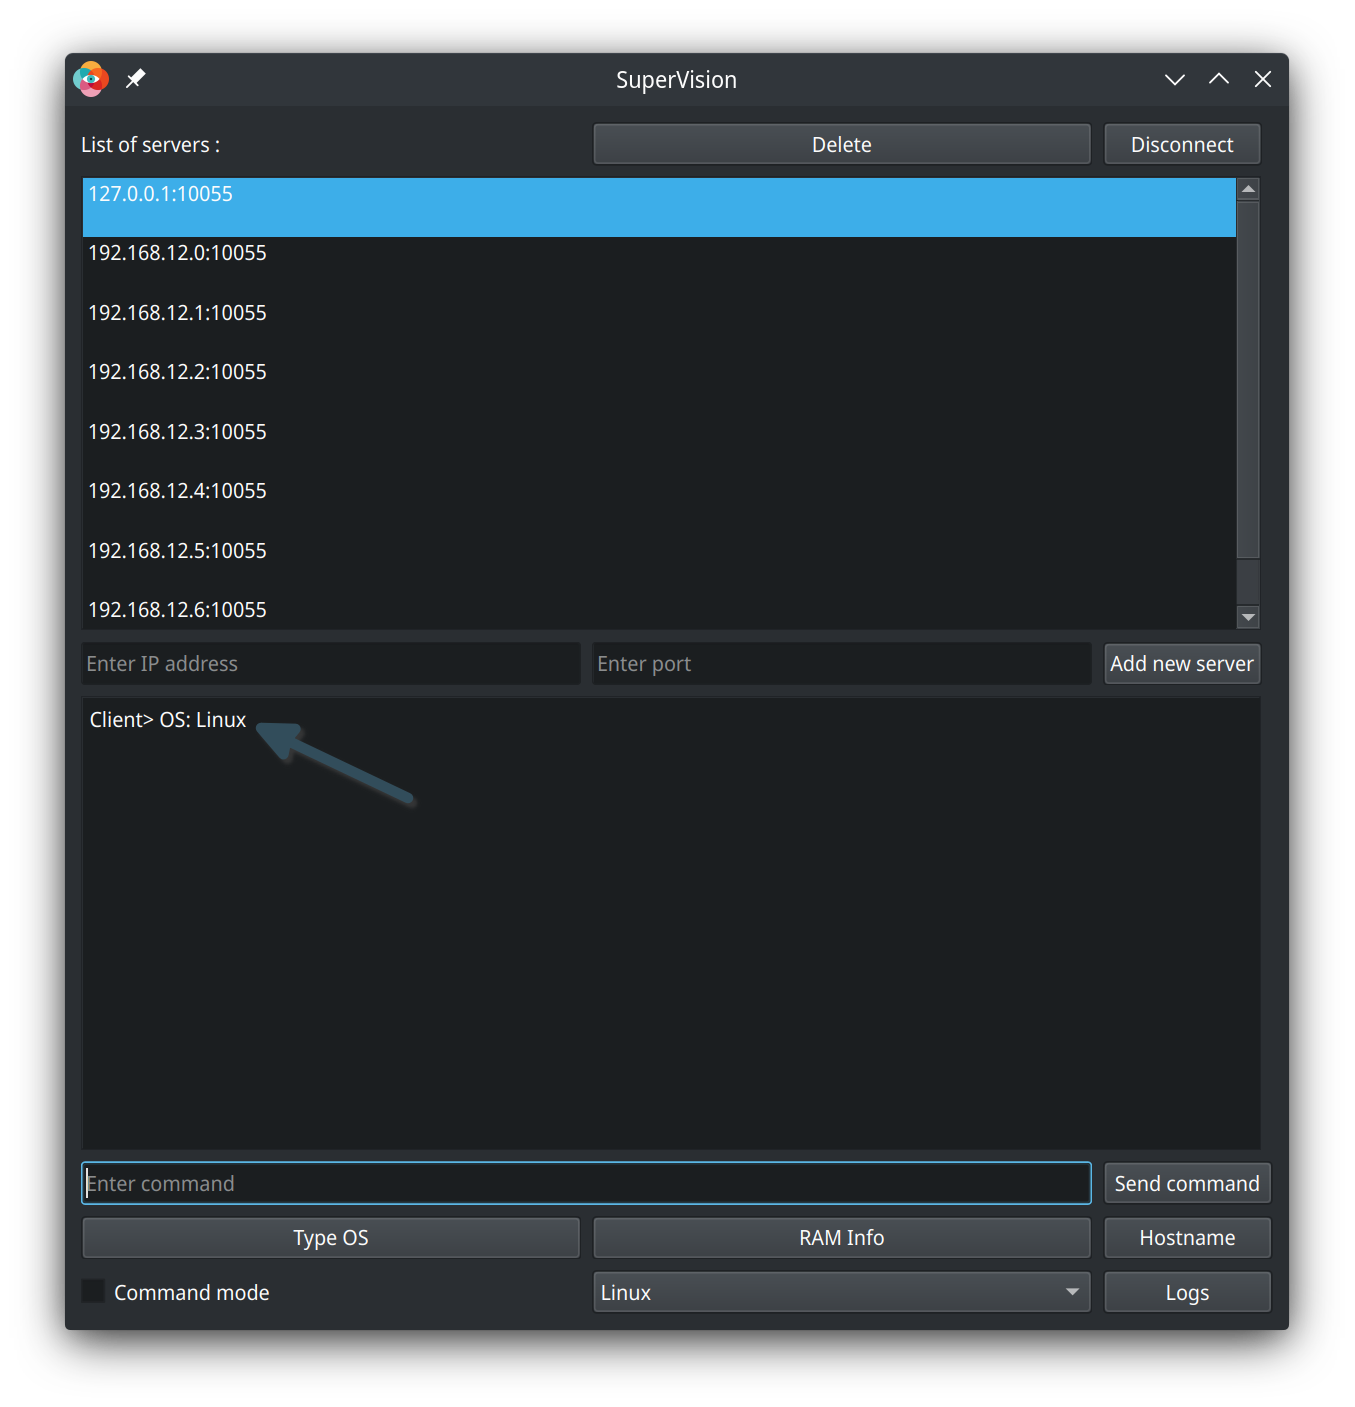 SuperVision
List of servers :
Delete
Disconnect
127.0.0.1:10055
192.168.12.0:10055
192.168.12.1:10055
192.168.12.2:10055
192.168.12.3:10055
192.168.12.4:10055
192.168.12.5:10055
192.168.12.6:10055
Enter IP address
Enter port
Add new server
Client> OS: Linux
Enter command
Send command
Type OS
RAM Info
Hostname
Command mode
Linux
Logs